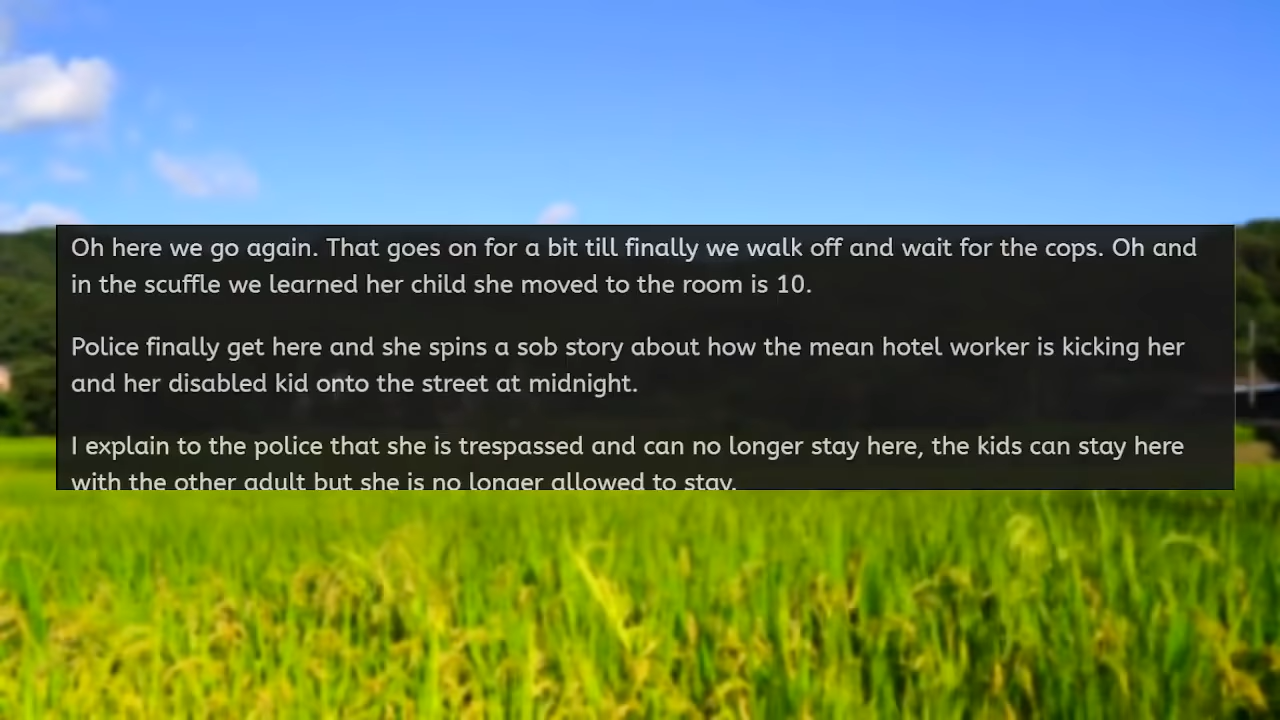 Oh here we go again. That goes on for a bit till finally we walk off and wait for the cops. Oh and
in the scuffle we learned her child she moved to the room is 10.
Police finally get here and she spins a sob story about how the mean hotel worker is kicking her
and her disabled kid onto the street at midnight.
I explain to the police that she is trespassed and can no longer stay here, the kids can stay here
with the other adult but she is no longer allowed to stay.